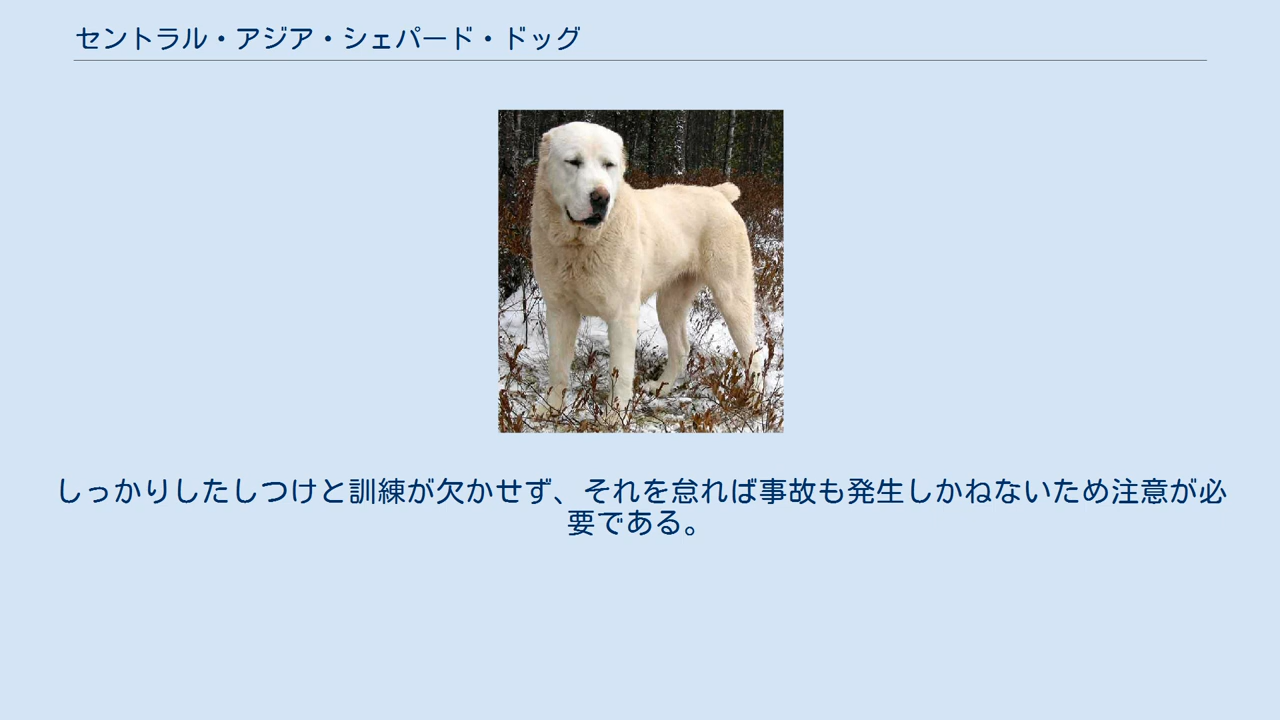 セントラル・アジア・シェパード・ドッグ
しっかりしたしつけと訓練が欠かせず、それを怠れば事故も発生しかねないため注意が必
要である。